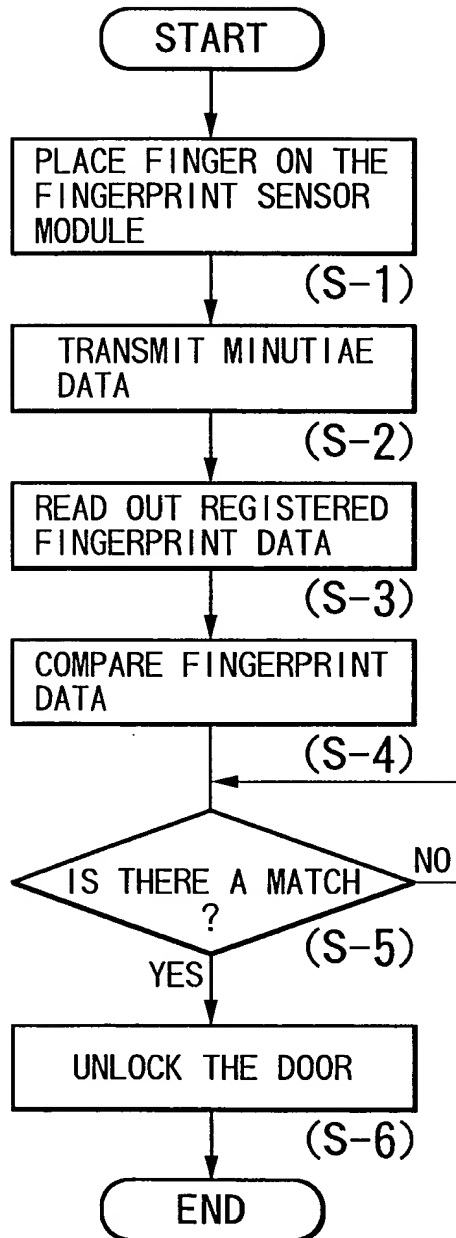 START
PLACE FINGER ON THE
FINGERPRINT SENSOR
MODULE
(S-1)
TRANSMIT MINUTIAE
DATA
(S-2)
READ OUT REGISTERED
FINGERPRINT DATA
(S-3)
COMPARE FINGERPRINT
DATA
(S-4)
IS THERE A MATCH
?
NO
(S-5)
YES
UNLOCK THE DOOR
(S-6)
END